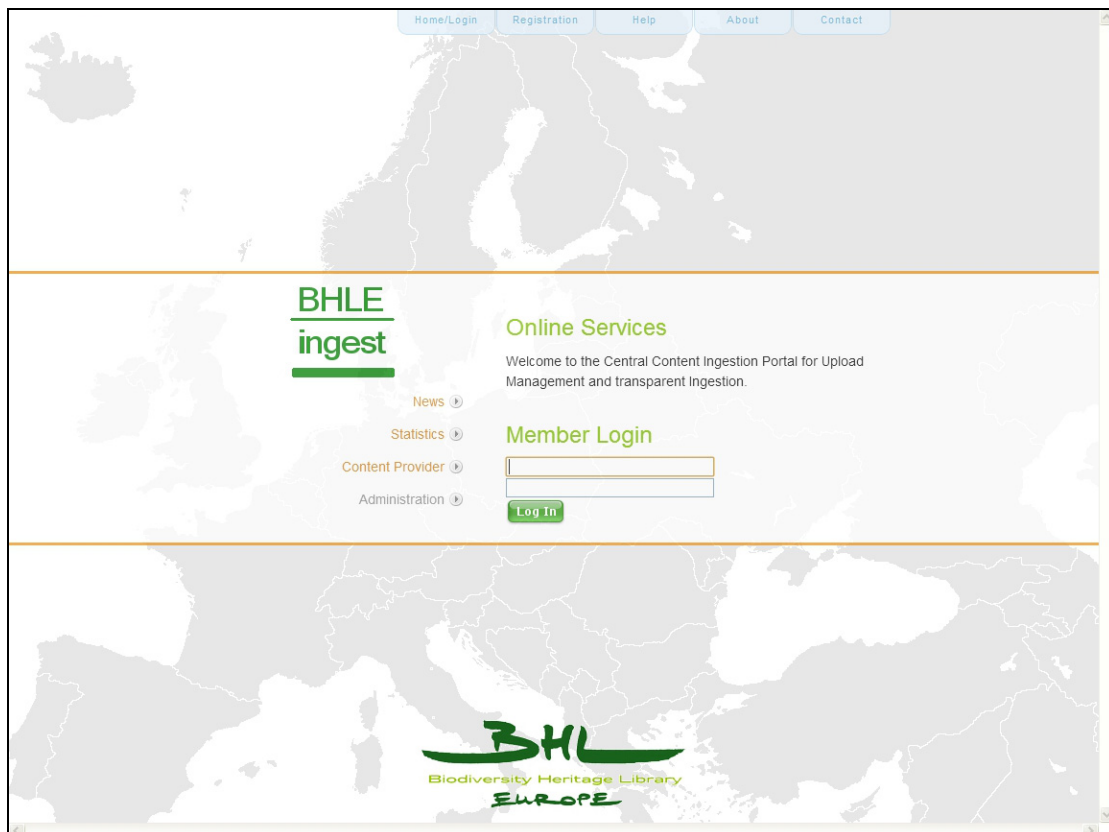 Home/Login Registration Help About Contact
BHLE
ingest
News
Statistics
Content Provider
Administration
Online Services
Welcome to the Central Content Ingestion Portal for Upload
Management and transparent Ingestion.
Member Login
Log In
BHL
Biodiversity Heritage Library
EUROPE